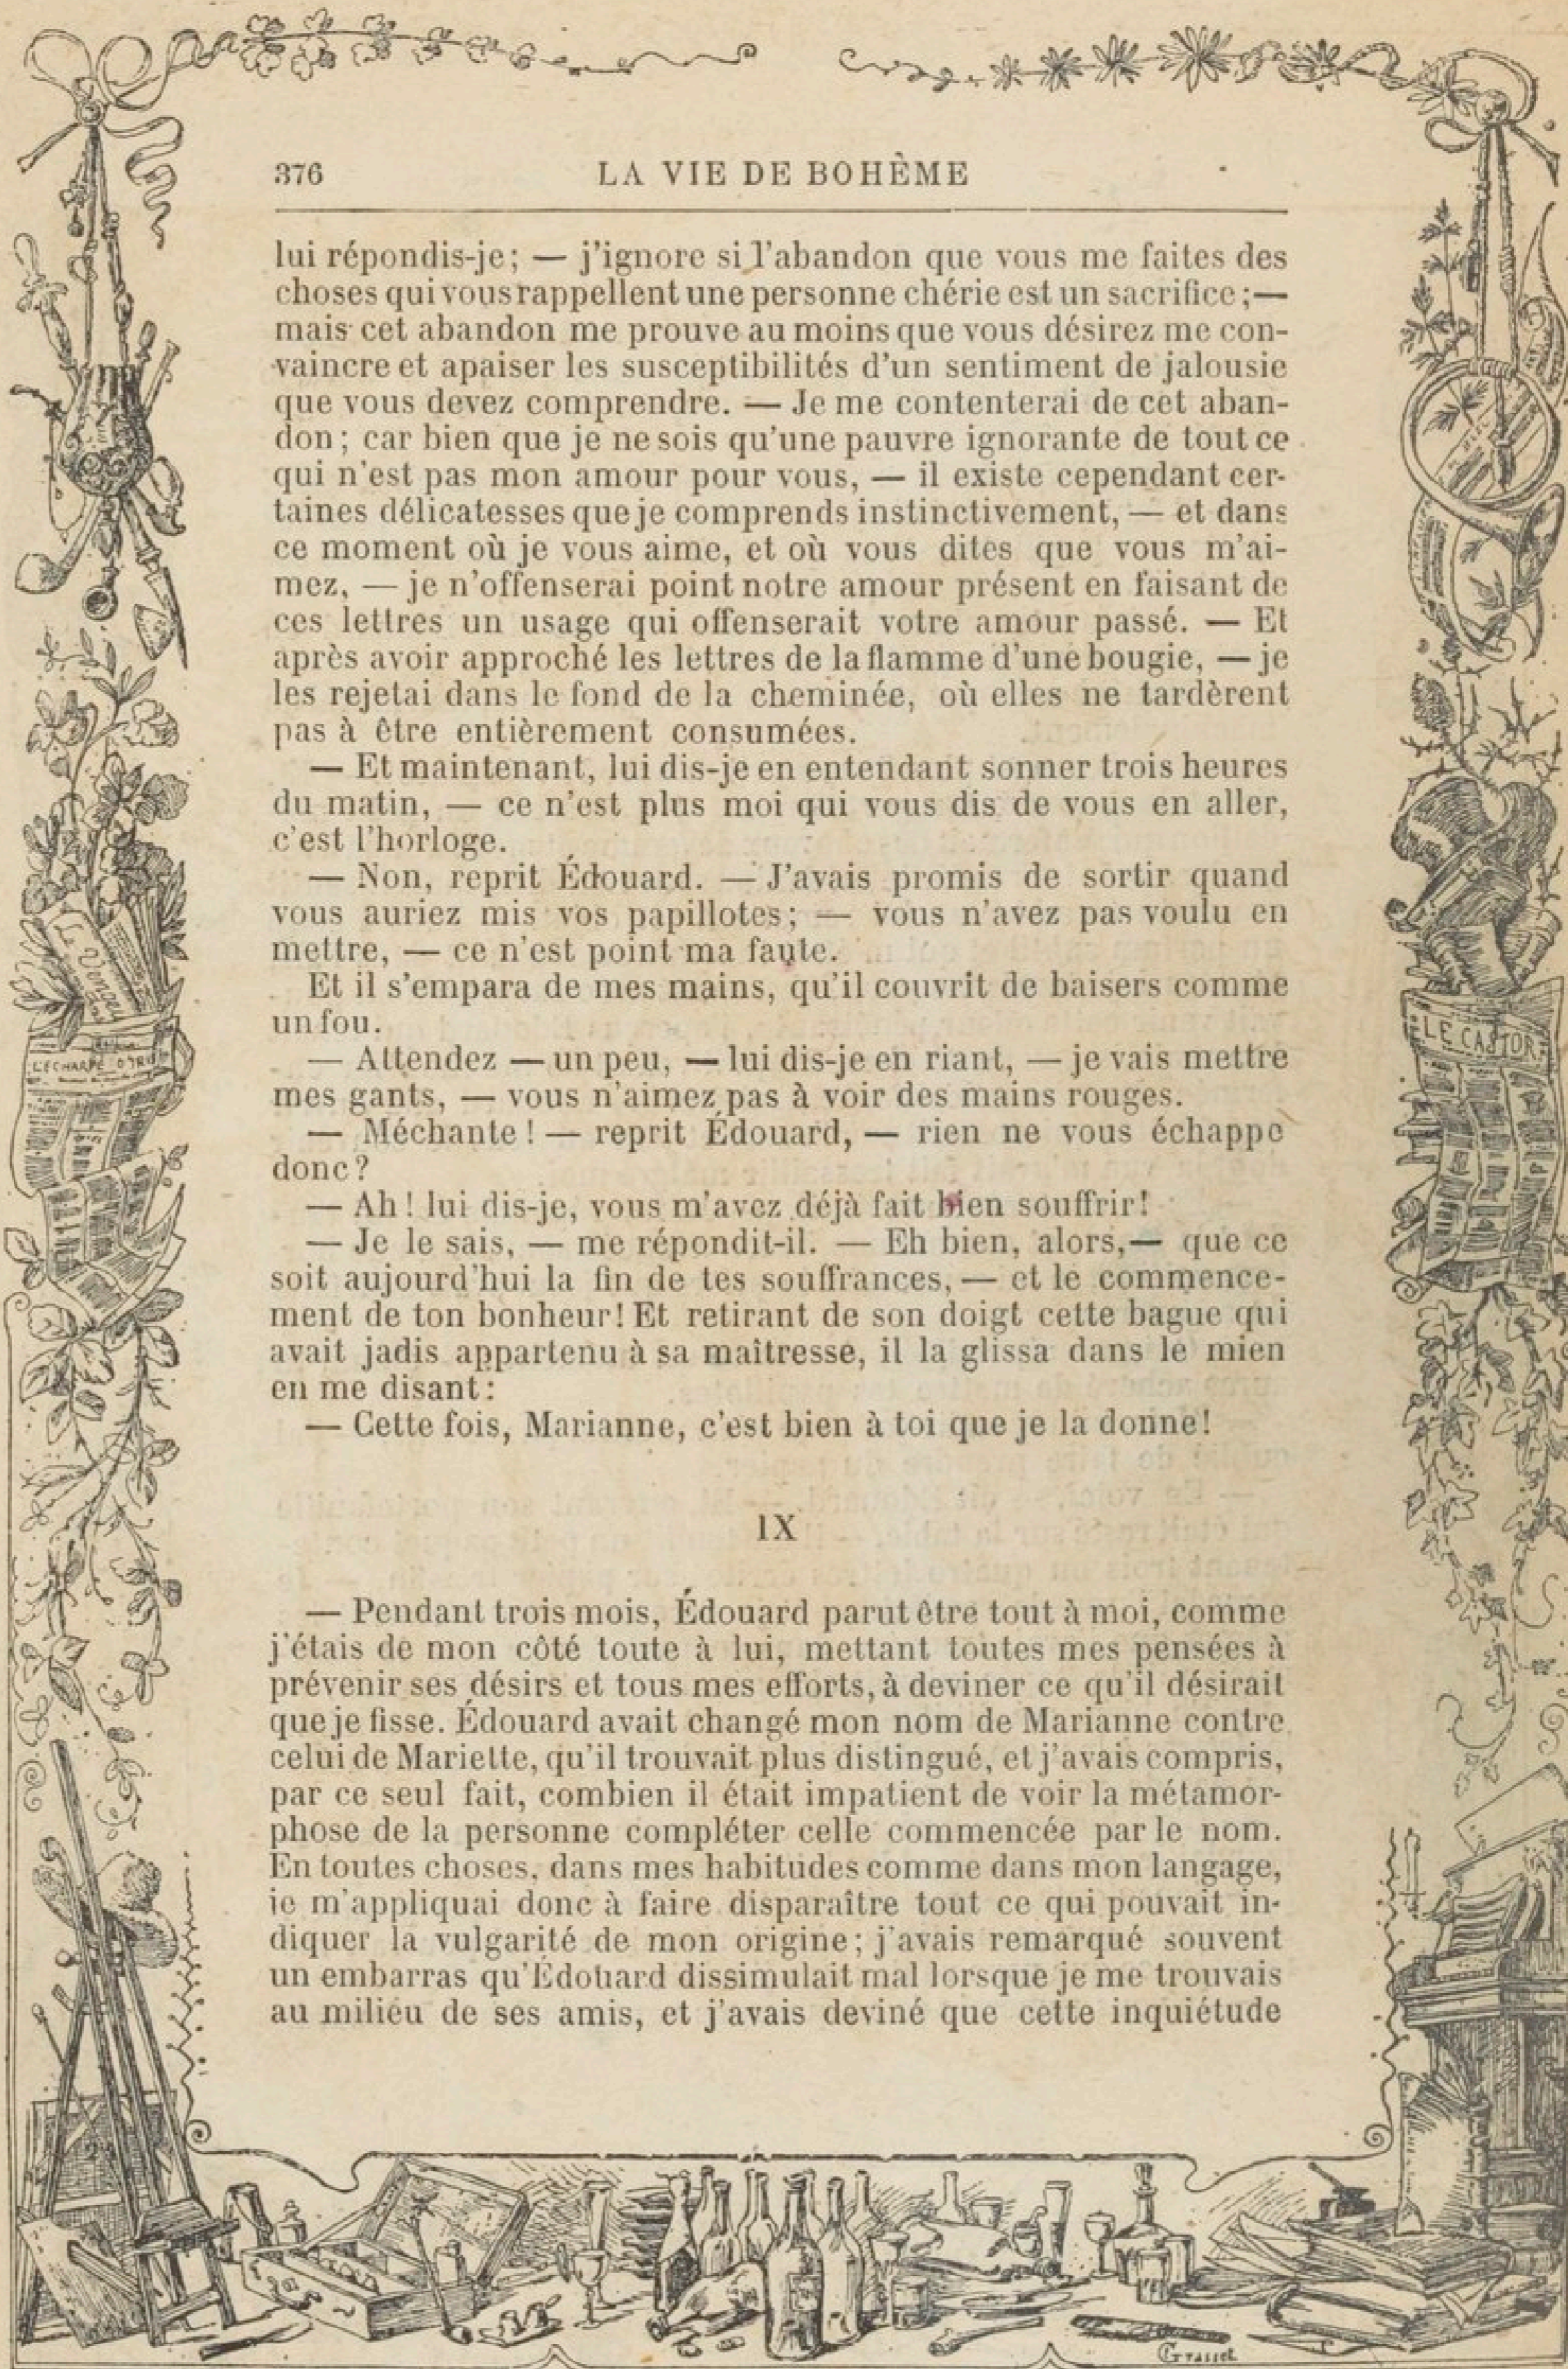 376
LA VIE DE BOHÈME
lui répondis-je; — j'ignore si l'abandon que vous me faites des
choses qui vous rappellent une personne chérie est un sacrifice; —
mais cet abandon me prouve au moins que vous désirez me con-
vaincre et apaiser les susceptibilités d'un sentiment de jalousie
que vous devez comprendre. — Je me contenterai de cet aban-
don; car bien que je ne sois qu'une pauvre ignorante de tout ce
qui n'est pas mon amour pour vous, — il existe cependant cer-
taines délicatesses que je comprends instinctivement, — et dans
ce moment où je vous aime, et où vous dites que vous m'ai-
mez, — je n'offenserai point notre amour présent en faisant de
ces lettres un usage qui offenserait votre amour passé. — Et
après avoir approché les lettres de la flamme d'une bougie, — je
les rejetai dans le fond de la cheminée, où elles ne tardèrent
pas à être entièrement consumées.
— Et maintenant, lui dis-je en entendant sonner trois heures
du matin, — ce n'est plus moi qui vous dis de vous en aller,
c'est l'horloge.
— Non, reprit Édouard. — J'avais promis de sortir quand
vous auriez mis vos papillotes; — vous n'avez pas voulu en
mettre, — ce n'est point ma faute.
Et il s'empara de mes mains, qu'il couvrit de baisers comme
un fou.
— Attendez — un peu, — lui dis-je en riant, — je vais mettre
mes gants, — vous n'aimez pas à voir des mains rouges.
— Méchante! — reprit Édouard, — rien ne vous échappe
donc?
— Ah! lui dis-je, vous m'avez déjà fait bien souffrir!
— Je le sais, — me répondit-il. — Eh bien, alors, — que ce
soit aujourd'hui la fin de tes souffrances, — et le commence-
ment de ton bonheur! Et retirant de son doigt cette bague qui
avait jadis appartenu à sa maîtresse, il la glissa dans le mien
en me disant:
— Cette fois, Marianne, c'est bien à toi que je la donne!
IX
— Pendant trois mois, Édouard parut être tout à moi, comme
j'étais de mon côté toute à lui, mettant toutes mes pensées à
prévenir ses désirs et tous mes efforts, à deviner ce qu'il désirait
que je fisse. Édouard avait changé mon nom de Marianne contre
celui de Mariette, qu'il trouvait plus distingué, et j'avais compris,
par ce seul fait, combien il était impatient de voir la métamor-
phose de la personne compléter celle commencée par le nom.
En toutes choses, dans mes habitudes comme dans mon langage,
je m'appliquai donc à faire disparaître tout ce qui pouvait in-
diquer la vulgarité de mon origine; j'avais remarqué souvent
un embarras qu'Édouard dissimulait mal lorsque je me trouvais
au milieu de ses amis, et j'avais deviné que cette inquiétude
L'ÉCHARPE D'IRIS
LE CASTOR
Grasset